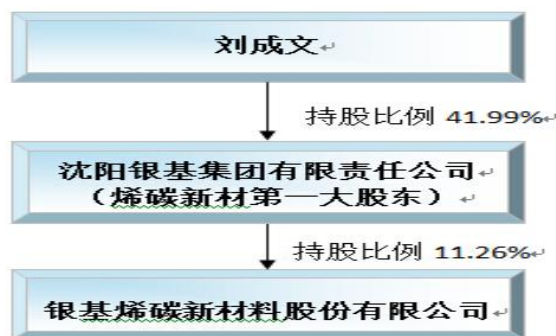 刘成文
持股比例 41.99%
沈阳银基集团有限责任公司
（烯碳新材第一大股东）
持股比例 11.26%
银基烯碳新材料股份有限公司